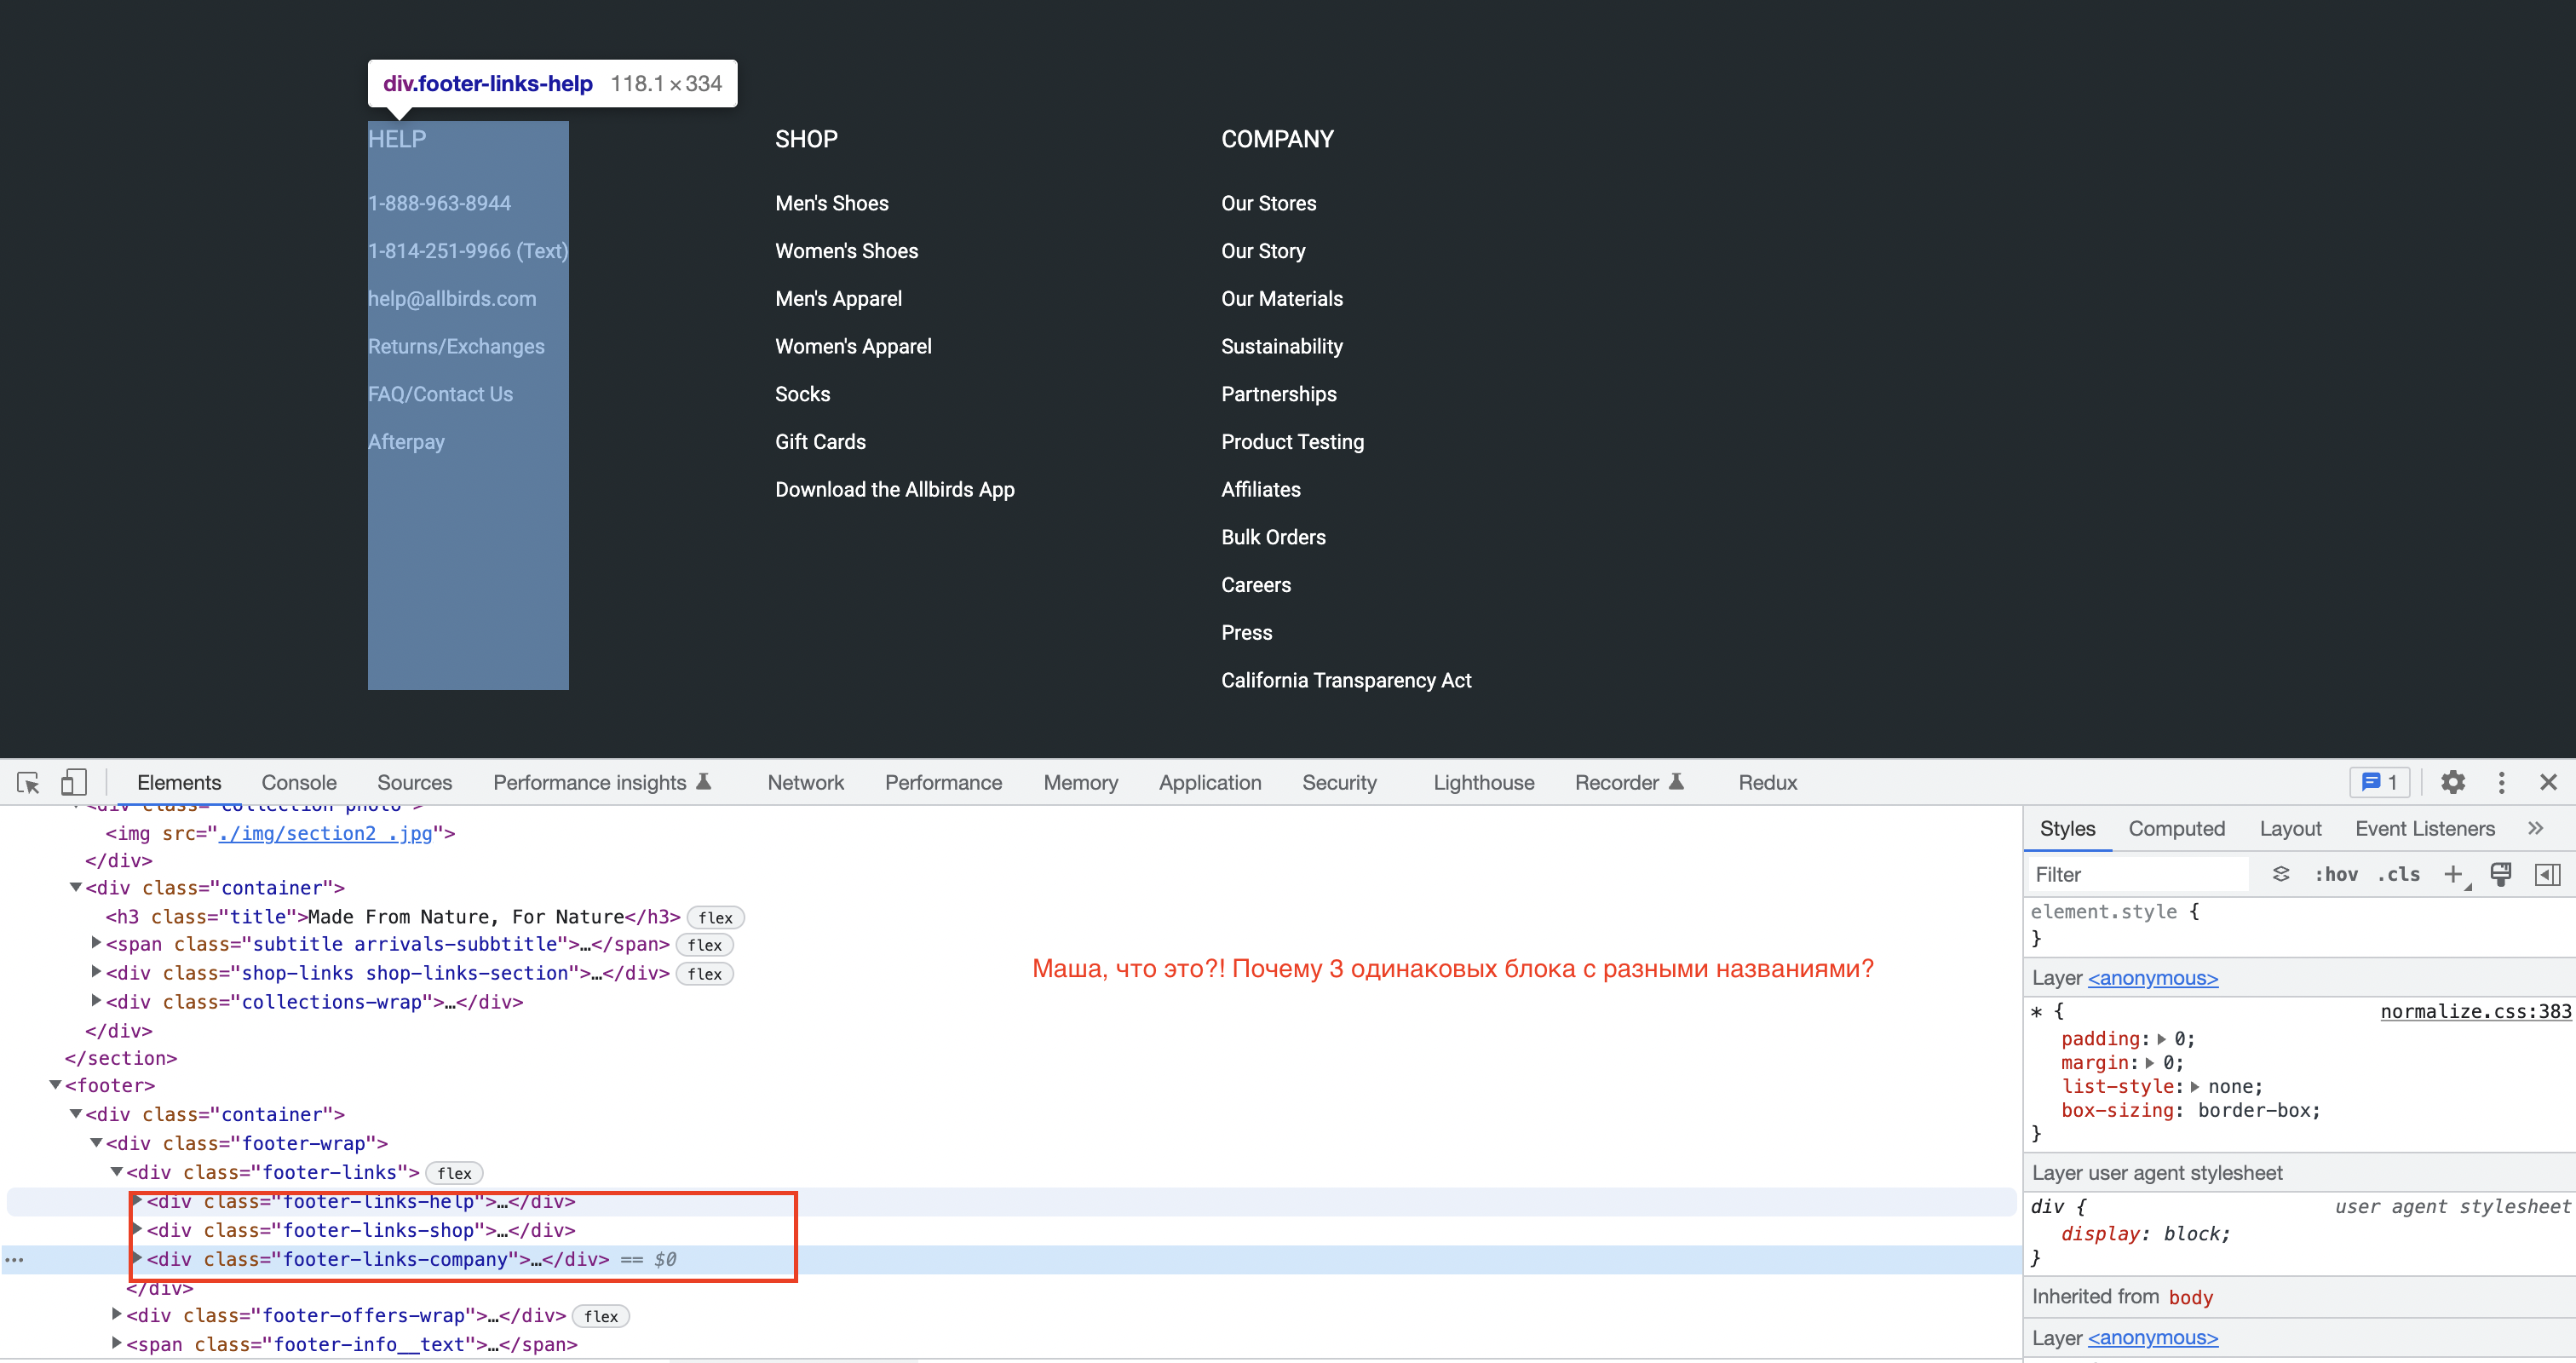 div.footer-links-help 118.1 × 334
HELP
1-888-963-8944
1-814-251-9966 (Text)
help@allbirds.com
Returns/Exchanges
FAQ/Contact Us
Afterpay
SHOP
Men's Shoes
Women's Shoes
Men's Apparel
Women's Apparel
Socks
Gift Cards
Download the Allbirds App
COMPANY
Our Stores
Our Story
Our Materials
Sustainability
Partnerships
Product Testing
Affiliates
Bulk Orders
Careers
Press
California Transparency Act
Elements Console Sources Performance insights Network Performance Memory Application Security Lighthouse Recorder Redux 1
<div class="collection-photo">
<img src="./img/section2_.jpg">
</div>
<div class="container">
<h3 class="title">Made From Nature, For Nature</h3> flex
<span class="subtitle arrivals-subbtitle">…</span> flex
<div class="shop-links shop-links-section">…</div> flex
<div class="collections-wrap">…</div>
</div>
</section>
<footer>
<div class="container">
<div class="footer-wrap">
<div class="footer-links"> flex
<div class="footer-links-help">…</div>
<div class="footer-links-shop">…</div>
<div class="footer-links-company">…</div> == $0
</div>
<div class="footer-offers-wrap">…</div> flex
<span class="footer-info__text">…</span>
Маша, что это?! Почему 3 одинаковых блока с разными названиями?
Styles Computed Layout Event Listeners
Filter :hov .cls
element.style {
}
Layer <anonymous>
* { normalize.css:383
padding: 0;
margin: 0;
list-style: none;
box-sizing: border-box;
}
Layer user agent stylesheet
div { user agent stylesheet
display: block;
}
Inherited from body
Layer <anonymous>